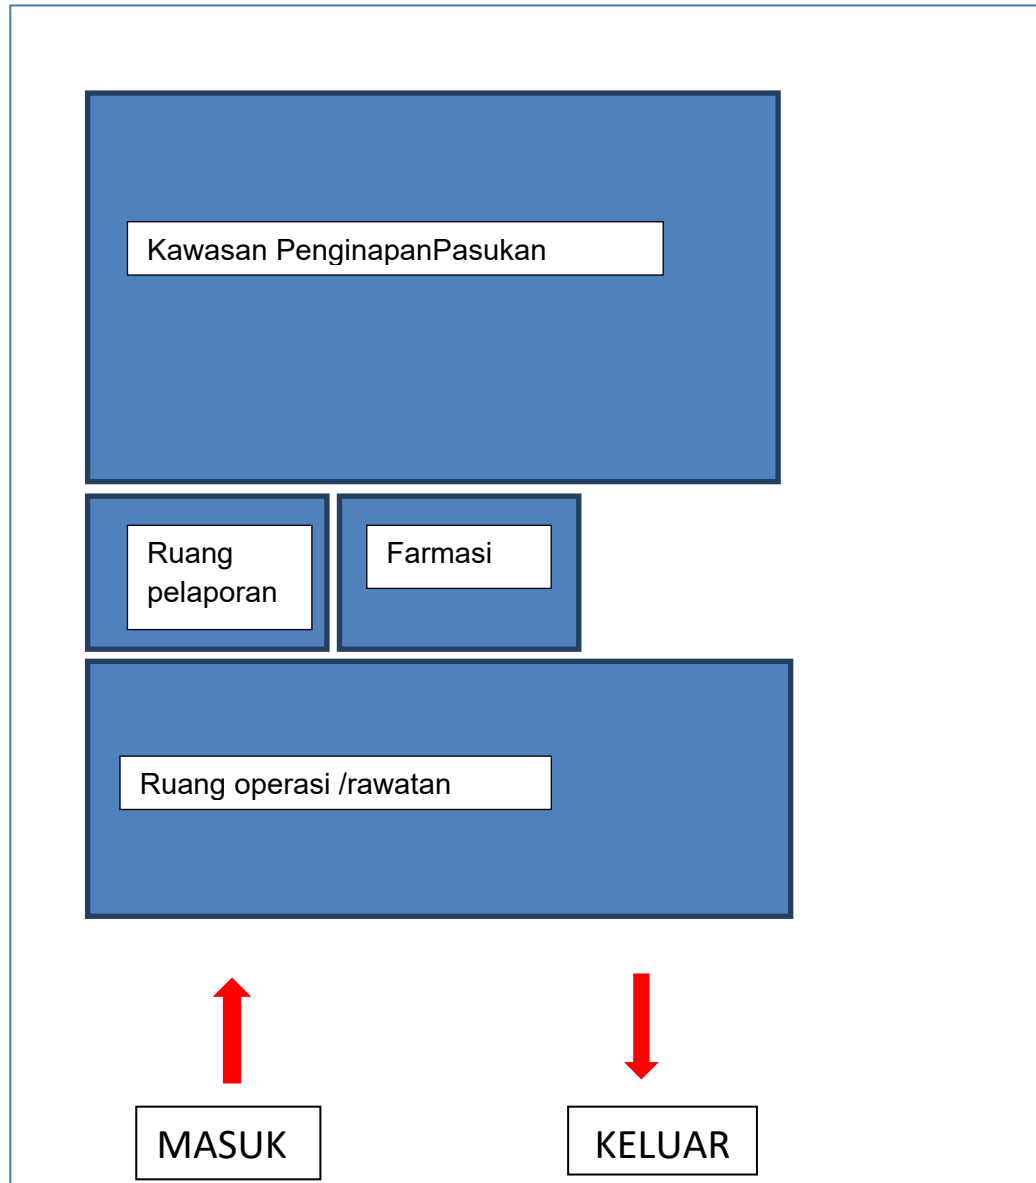 Kawasan PenginapanPasukan
Ruang
pelaporan
Farmasi
Ruang operasi /rawatan
MASUK
KELUAR